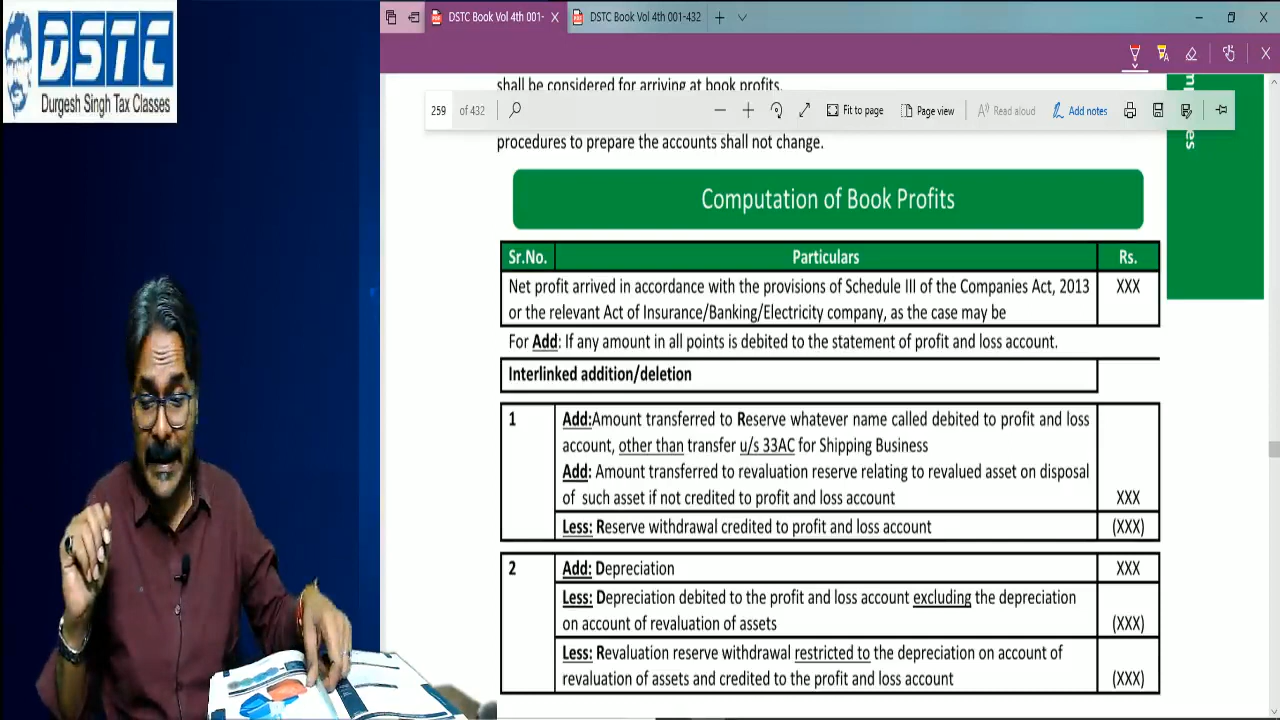 DSTC
Durgesh Singh Tax Classes
DSTC Book Vol 4th 001-
DSTC Book Vol 4th 001-432
shall be considered for arriving at book profits.
259 of 432
Fit to page
Page view
Read aloud
Add notes
procedures to prepare the accounts shall not change.
Computation of Book Profits
Sr.No. Particulars Rs.
Net profit arrived in accordance with the provisions of Schedule III of the Companies Act, 2013 XXX
or the relevant Act of Insurance/Banking/Electricity company, as the case may be
For Add: If any amount in all points is debited to the statement of profit and loss account.
Interlinked addition/deletion
1 Add:Amount transferred to Reserve whatever name called debited to profit and loss
account, other than transfer u/s 33AC for Shipping Business
Add: Amount transferred to revaluation reserve relating to revalued asset on disposal
of such asset if not credited to profit and loss account XXX
Less: Reserve withdrawal credited to profit and loss account (XXX)
2 Add: Depreciation XXX
Less: Depreciation debited to the profit and loss account excluding the depreciation
on account of revaluation of assets (XXX)
Less: Revaluation reserve withdrawal restricted to the depreciation on account of
revaluation of assets and credited to the profit and loss account (XXX)